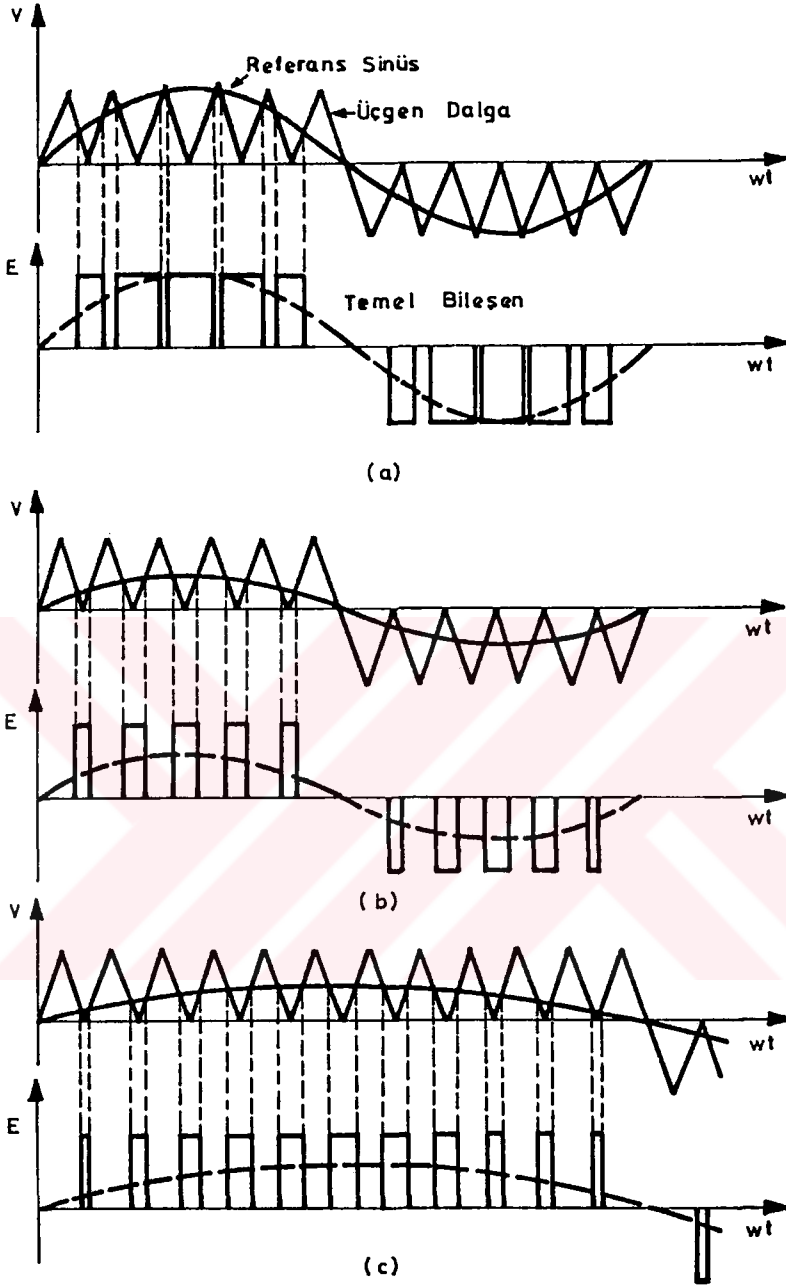 V
Referans Sinüs
Üçgen Dalga
wt
E
Temel Bileşen
wt
(a)
V
wt
E
wt
(b)
V
wt
E
wt
(c)